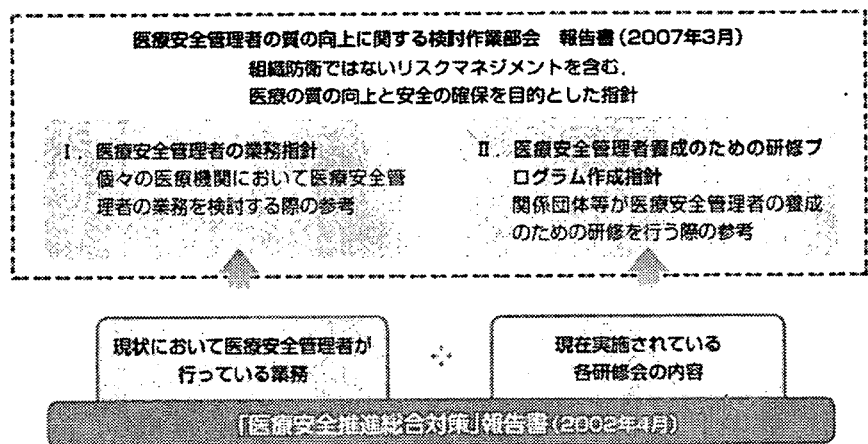 医療安全管理者の質の向上に関する検討作業部会 報告書(2007年3月)
組織防衛ではないリスクマネジメントを含む,
医療の質の向上と安全の確保を目的とした指針
Ⅰ. 医療安全管理者の業務指針
個々の医療機関において医療安全管
理者の業務を検討する際の参考
Ⅱ. 医療安全管理者養成のための研修プ
ログラム作成指針
関係団体等が医療安全管理者の養成
のための研修を行う際の参考
現状において医療安全管理者が
行っている業務
現在実施されている
各研修会の内容
「医療安全推進総合対策」報告書(2002年4月)